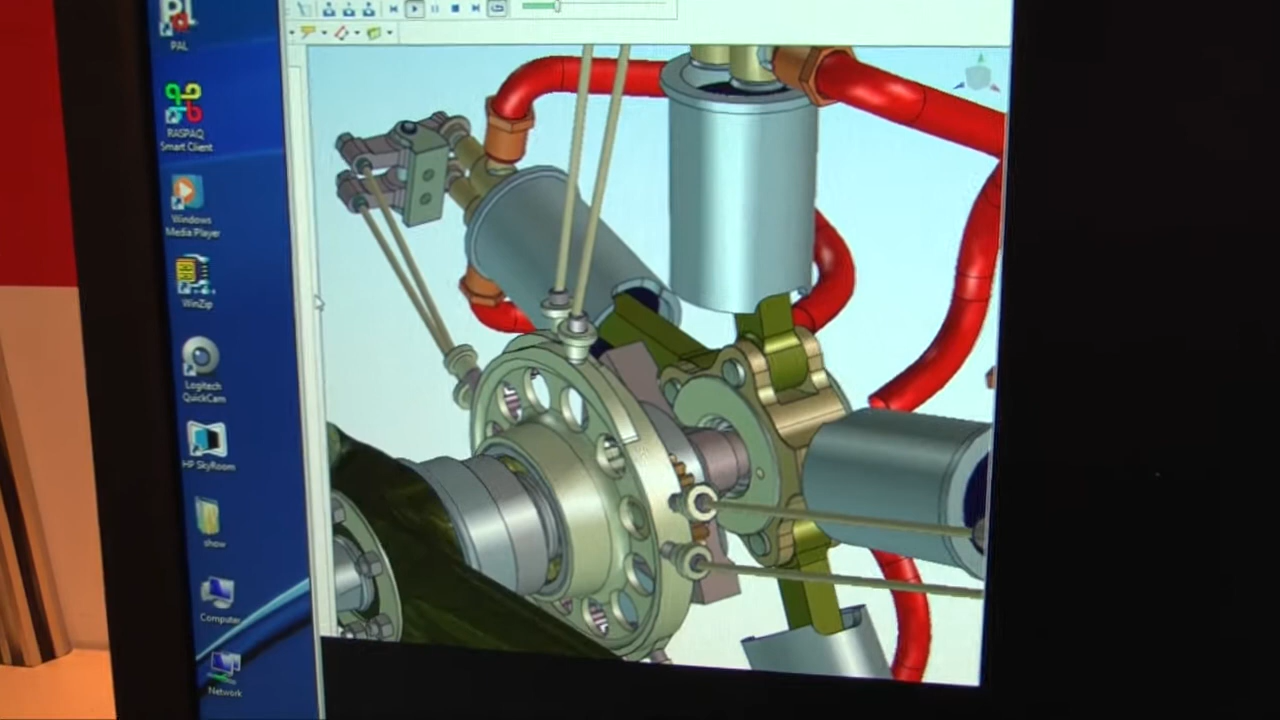 PAL
RASPAQ
Smart Client
Windows
Media Player
WinZip
Logitech
QuickCam
HP SkyRoom
show
Computer
Network